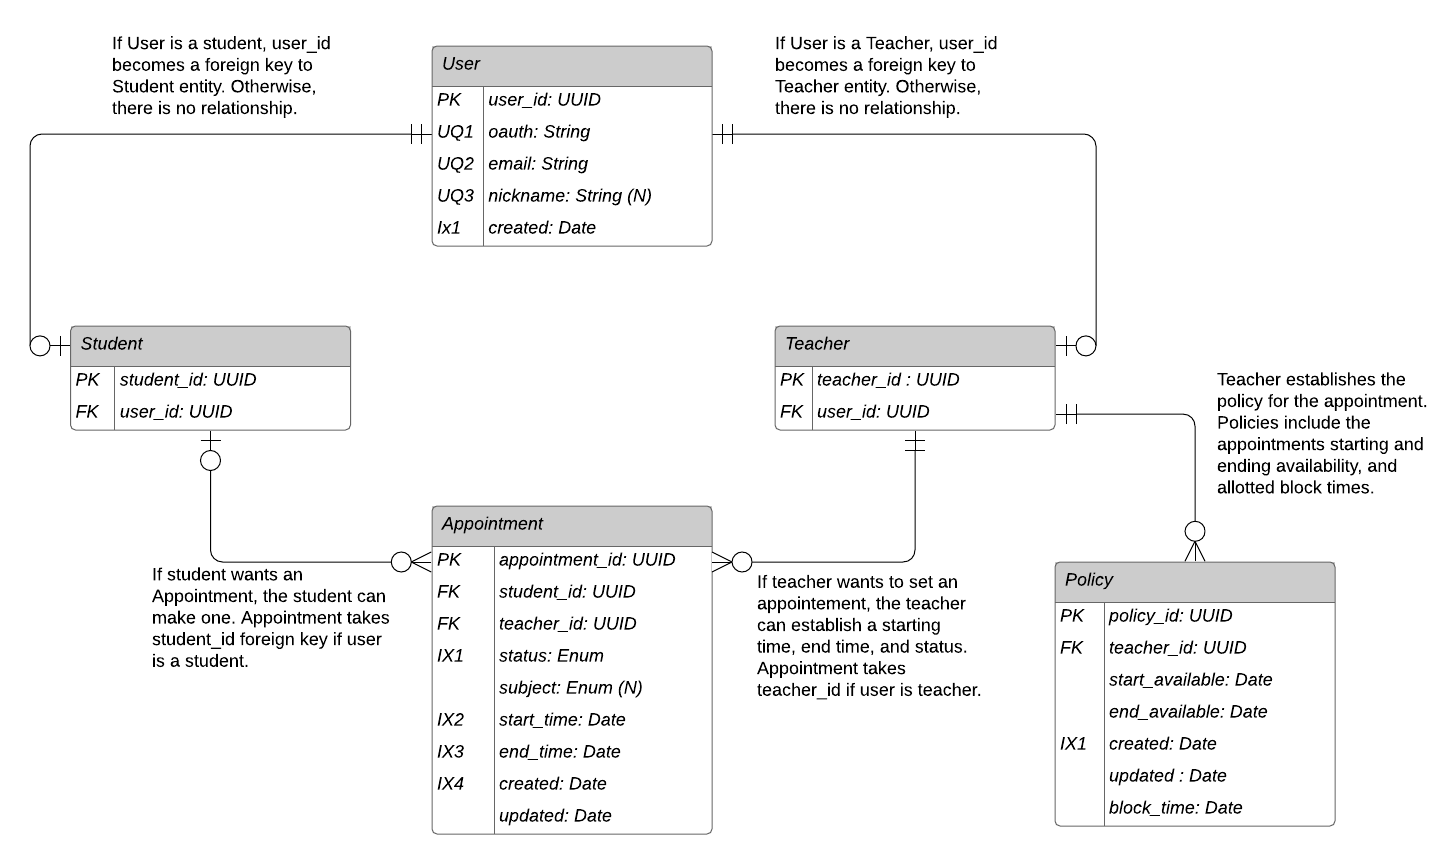 If User is a student, user_id
becomes a foreign key to
Student entity. Otherwise,
there is no relationship.
User
PK user_id: UUID
UQ1 oauth: String
UQ2 email: String
UQ3 nickname: String (N)
Ix1 created: Date
If User is a Teacher, user_id
becomes a foreign key to
Teacher entity. Otherwise,
there is no relationship.
Student
PK student_id: UUID
FK user_id: UUID
Teacher
PK teacher_id : UUID
FK user_id: UUID
Teacher establishes the
policy for the appointment.
Policies include the
appointments starting and
ending availability, and
allotted block times.
If student wants an
Appointment, the student can
make one. Appointment takes
student_id foreign key if user
is a student.
Appointment
PK appointment_id: UUID
FK student_id: UUID
FK teacher_id: UUID
IX1 status: Enum
subject: Enum (N)
IX2 start_time: Date
IX3 end_time: Date
IX4 created: Date
updated: Date
If teacher wants to set an
appointement, the teacher
can establish a starting
time, end time, and status.
Appointment takes
teacher_id if user is teacher.
Policy
PK policy_id: UUID
FK teacher_id: UUID
start_available: Date
end_available: Date
IX1 created: Date
updated : Date
block_time: Date